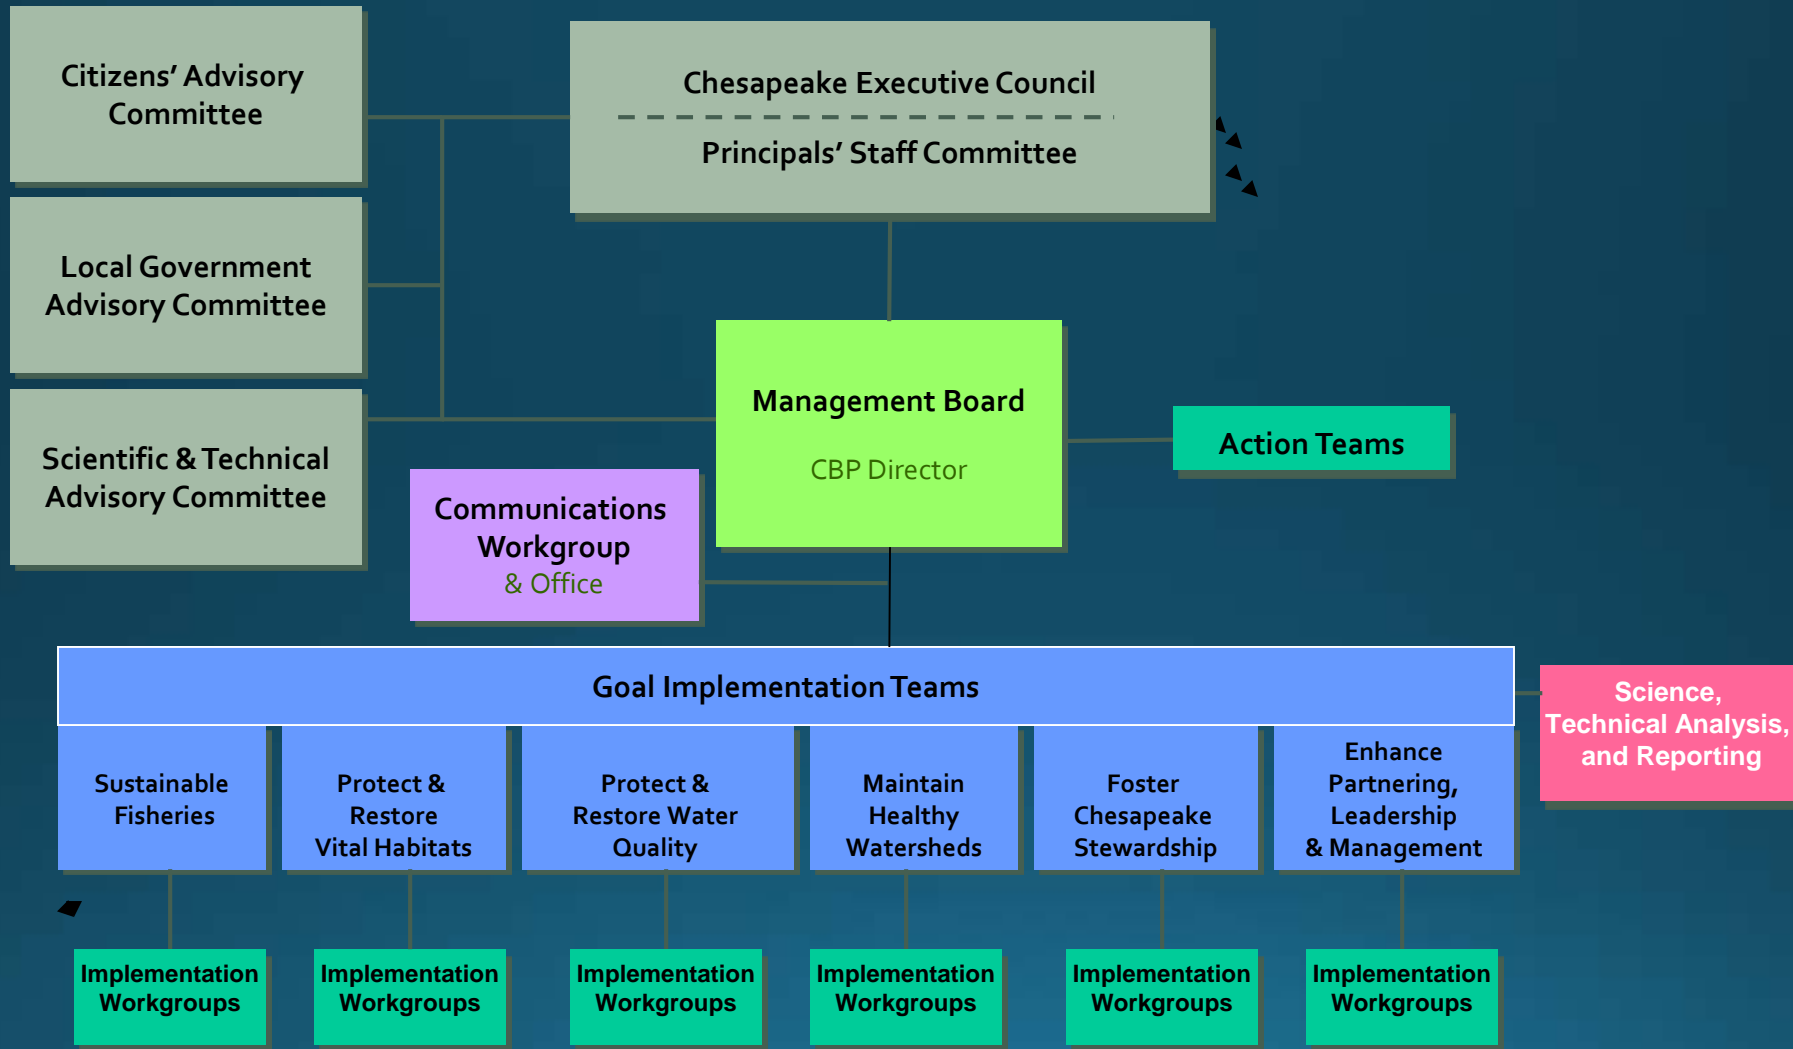 Citizens' Advisory
Committee
Chesapeake Executive Council
Principals' Staff Committee
Local Government
Advisory Committee
Scientific & Technical
Advisory Committee
Management Board
CBP Director
Action Teams
Communications
Workgroup
& Office
Goal Implementation Teams
Science,
Technical Analysis,
and Reporting
Sustainable
Fisheries
Protect &
Restore
Vital Habitats
Protect &
Restore Water
Quality
Maintain
Healthy
Watersheds
Foster
Chesapeake
Stewardship
Enhance
Partnering,
Leadership
& Management
Implementation
Workgroups
Implementation
Workgroups
Implementation
Workgroups
Implementation
Workgroups
Implementation
Workgroups
Implementation
Workgroups